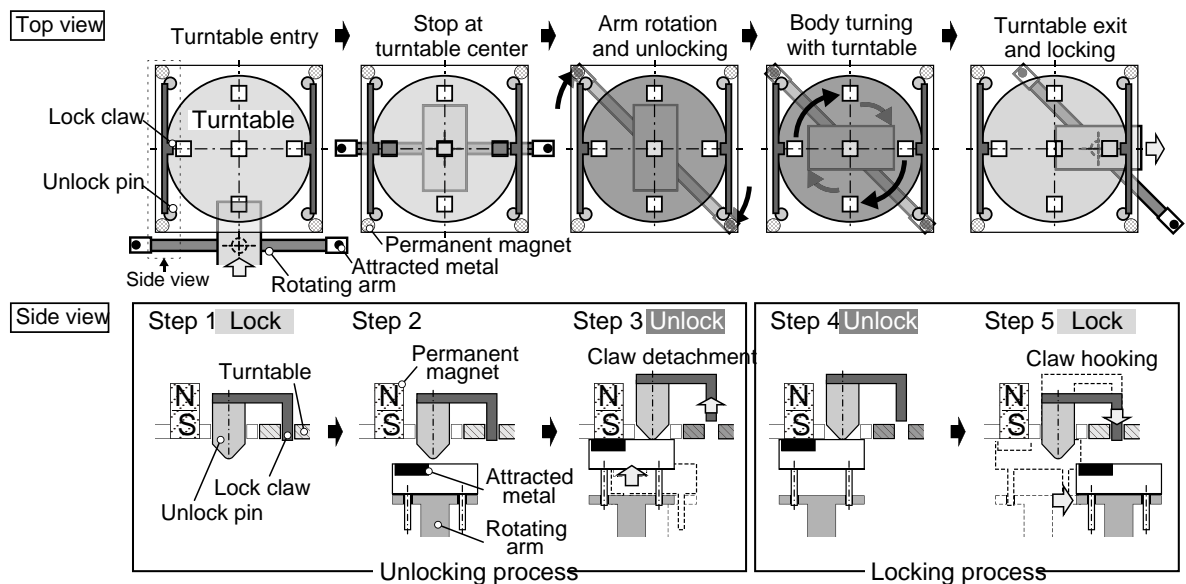 Top view
Turntable entry
Stop at
turntable center
Arm rotation
and unlocking
Body turning
with turntable
Turntable exit
and locking
Lock claw
Turntable
Unlock pin
Permanent magnet
Attracted metal
Rotating arm
Side view
Side view
Step 1 Lock
Step 2
Step 3 Unlock
Step 4 Unlock
Step 5 Lock
Permanent
magnet
Turntable
Claw detachment
Claw hooking
N
S
N
S
N
S
N
S
N
S
Lock claw
Unlock pin
Attracted
metal
Rotating
arm
Unlocking process
Locking process